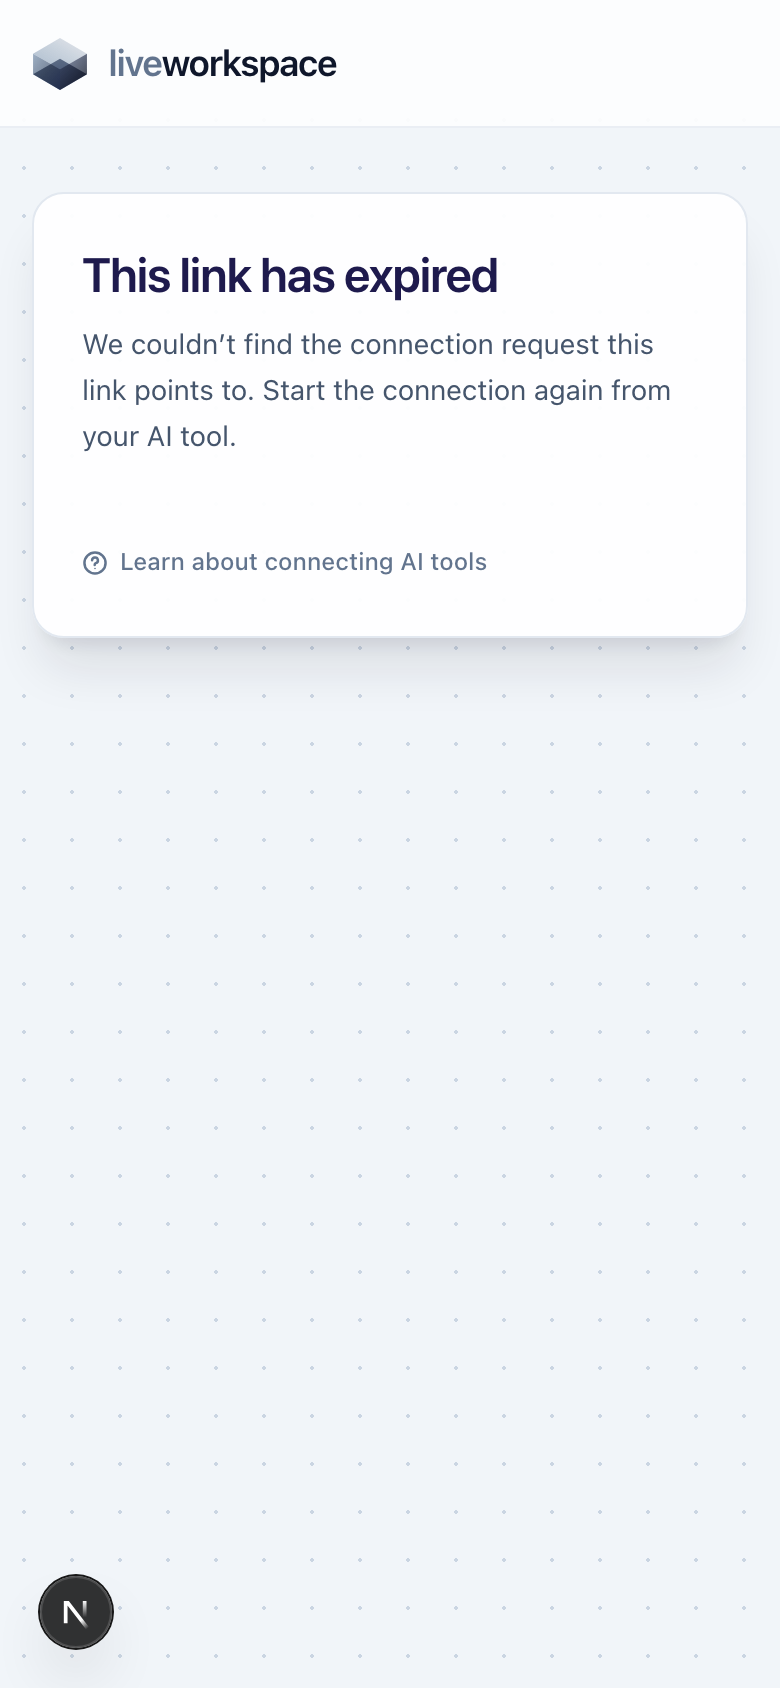 liveworkspace
This link has expired
We couldn’t find the connection request this
link points to. Start the connection again from
your AI tool.
Learn about connecting AI tools
N